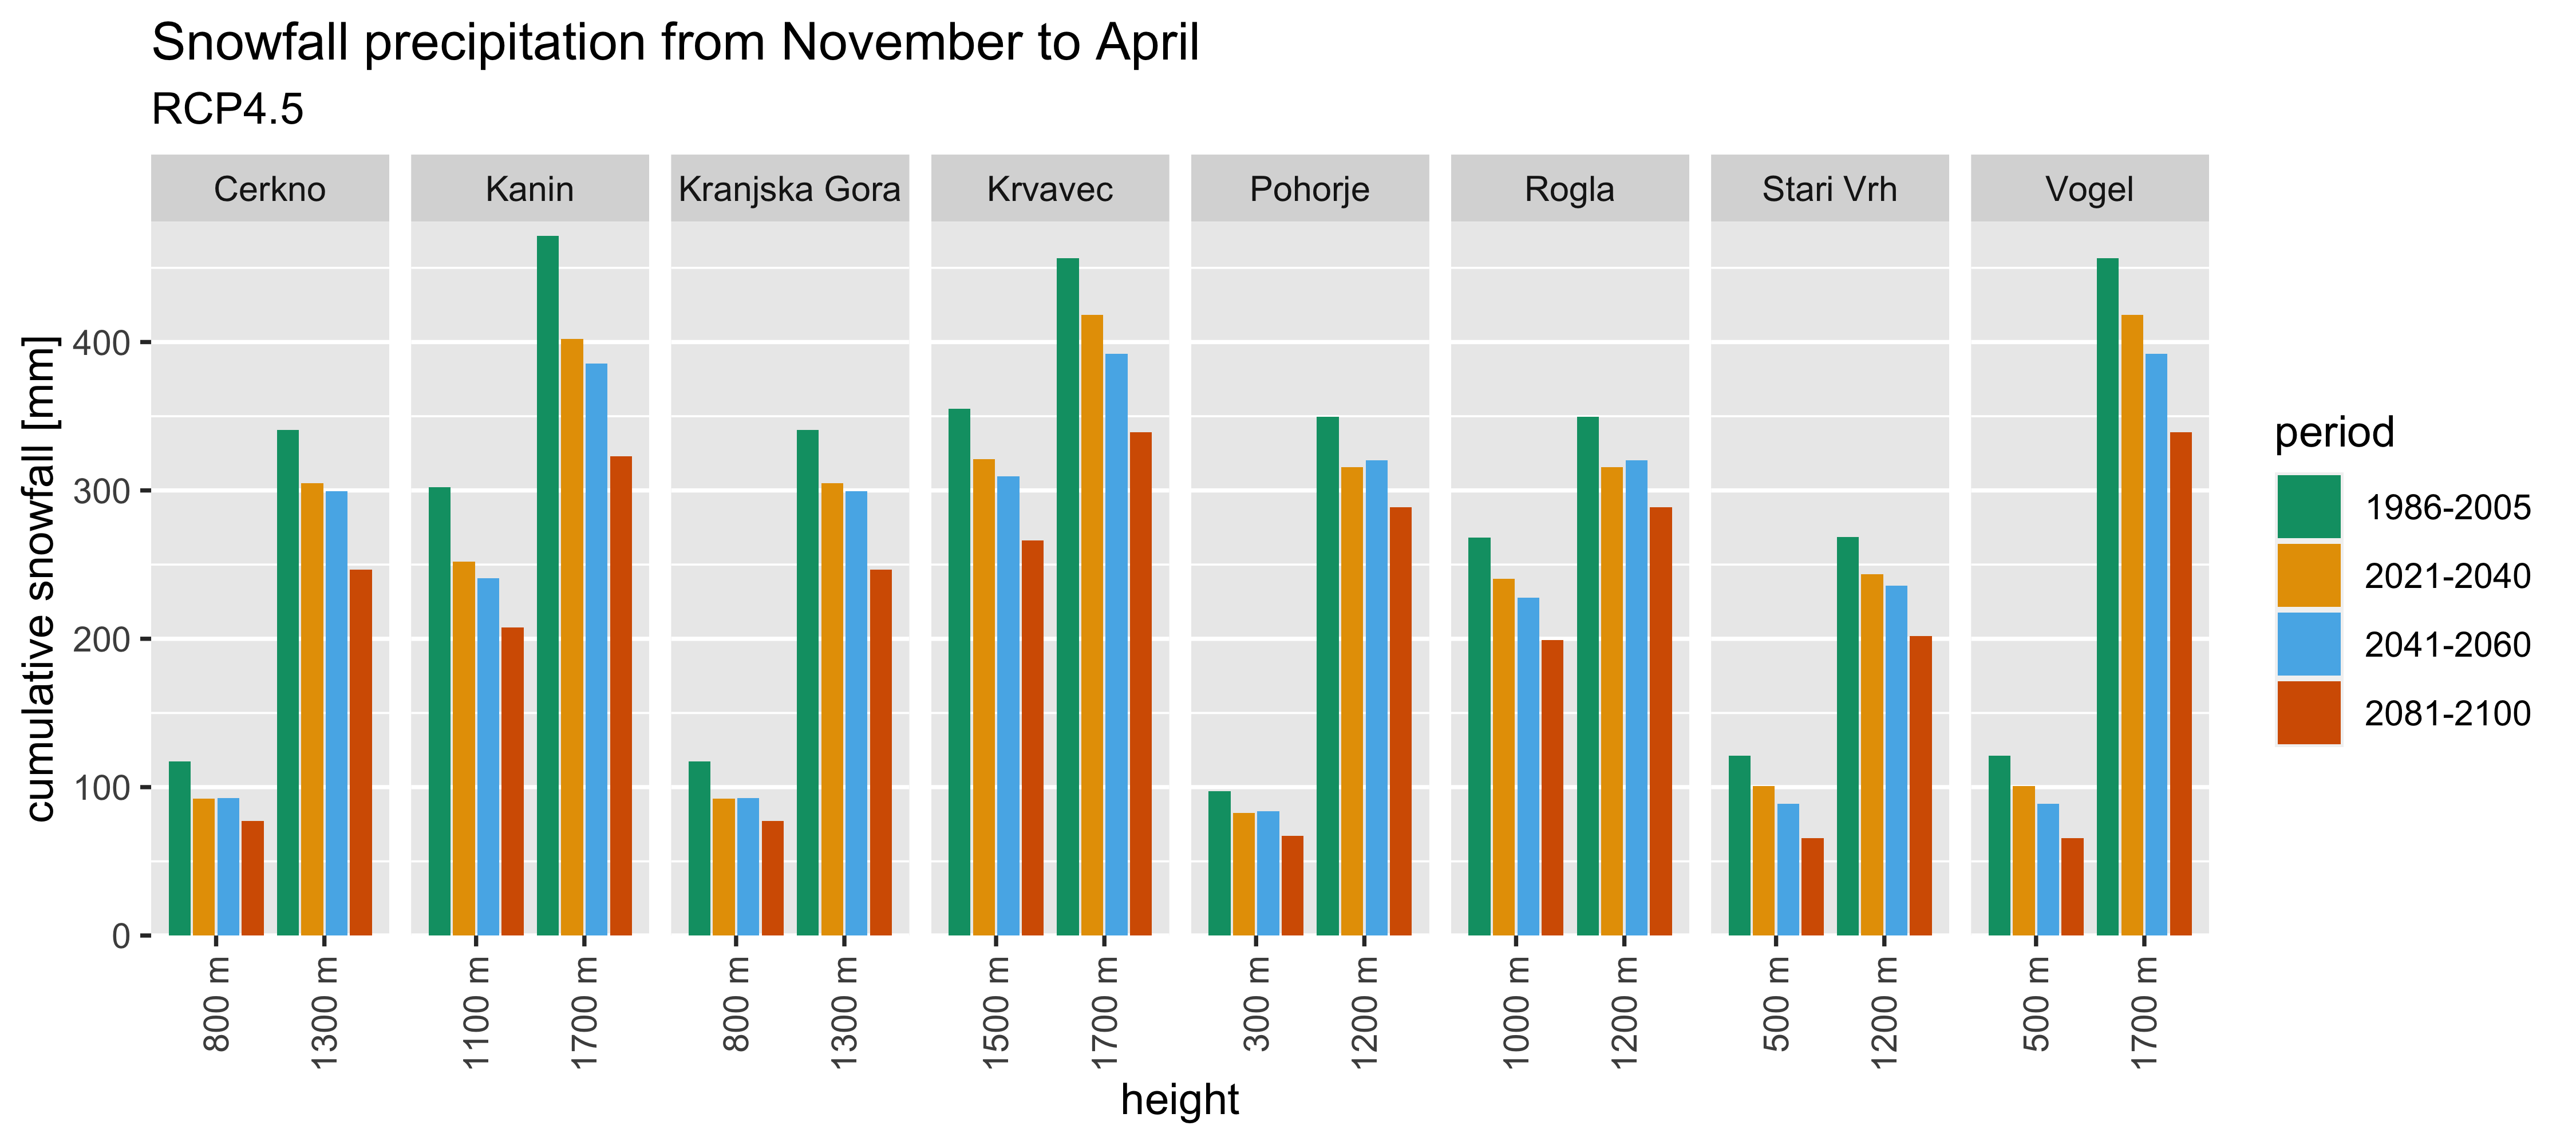 Snowfall precipitation from November to April
RCP4.5
Cerkno
Kanin
Kranjska Gora
Krvavec
Pohorje
Rogla
Stari Vrh
Vogel
cumulative snowfall [mm]
400
300
200
100
0
800 m
1300 m
1100 m
1700 m
800 m
1300 m
1500 m
1700 m
300 m
1200 m
1000 m
1200 m
500 m
1200 m
500 m
1700 m
height
period
1986-2005
2021-2040
2041-2060
2081-2100